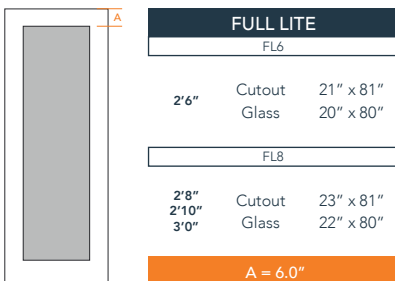 A
FULL LITE
FL6
2'6" Cutout 21" x 81"
Glass 20" x 80"
FL8
2'8"
2'10"
3'0"
Cutout 23" x 81"
Glass 22" x 80"
A = 6.0"